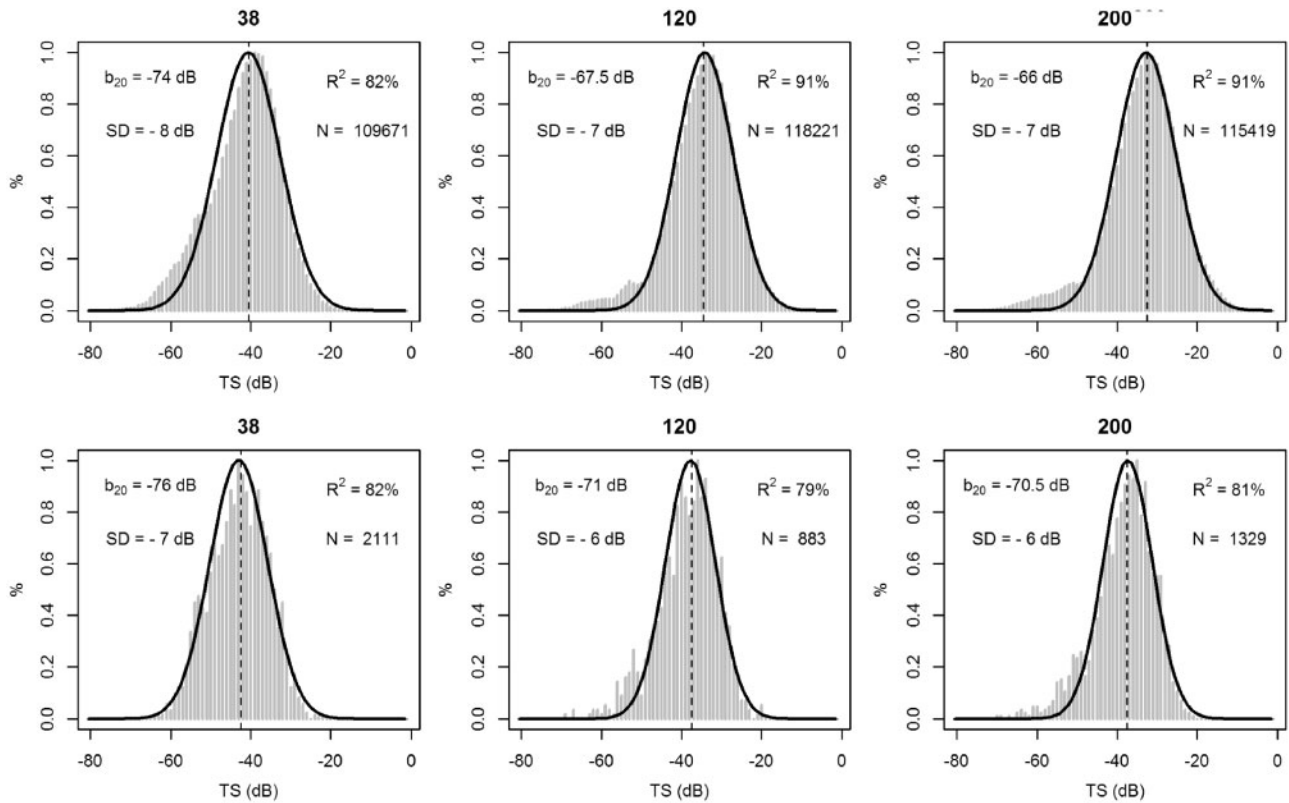 38
b20 = -74 dB
R2 = 82%
SD = - 8 dB
N = 109671
%
0.0 0.2 0.4 0.6 0.8 1.0
-80 -60 -40 -20 0
TS (dB)
120
b20 = -67.5 dB
R2 = 91%
SD = - 7 dB
N = 118221
%
0.0 0.2 0.4 0.6 0.8 1.0
-80 -60 -40 -20 0
TS (dB)
200
b20 = -66 dB
R2 = 91%
SD = - 7 dB
N = 115419
%
0.0 0.2 0.4 0.6 0.8 1.0
-80 -60 -40 -20 0
TS (dB)
38
b20 = -76 dB
R2 = 82%
SD = - 7 dB
N = 2111
%
0.0 0.2 0.4 0.6 0.8 1.0
-80 -60 -40 -20 0
TS (dB)
120
b20 = -71 dB
R2 = 79%
SD = - 6 dB
N = 883
%
0.0 0.2 0.4 0.6 0.8 1.0
-80 -60 -40 -20 0
TS (dB)
200
b20 = -70.5 dB
R2 = 81%
SD = - 6 dB
N = 1329
%
0.0 0.2 0.4 0.6 0.8 1.0
-80 -60 -40 -20 0
TS (dB)